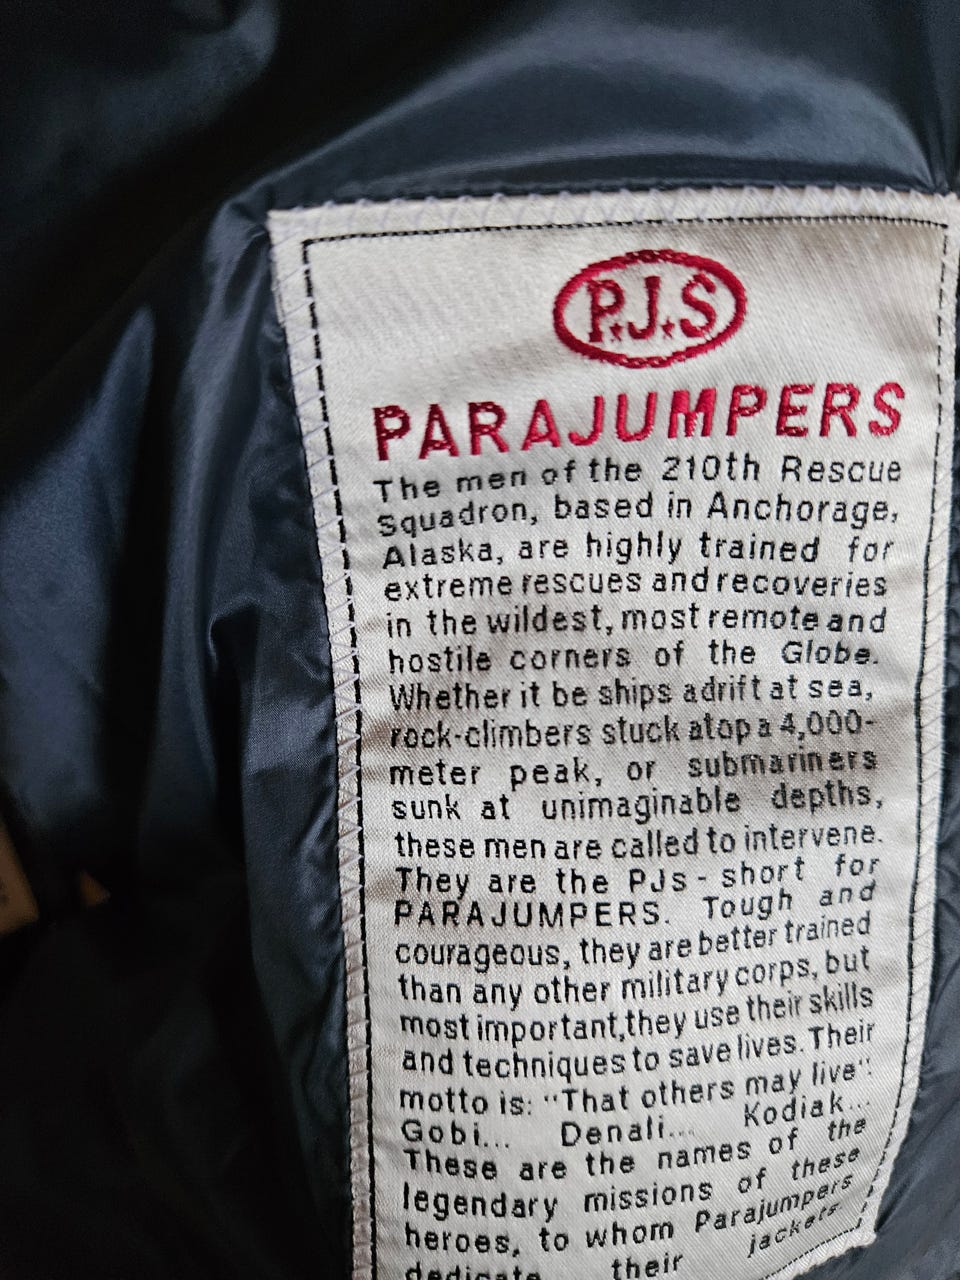 P.J.S
PARAJUMPERS
The men of the 210th Rescue
Squadron, based in Anchorage,
Alaska, are highly trained for
extreme rescues and recoveries
in the wildest, most remote and
hostile corners of the Globe.
Whether it be ships adrift at sea,
rock-climbers stuck atop a 4,000-
meter peak, or submariners
sunk at unimaginable depths,
these men are called to intervene.
They are the PJs - short for
PARAJUMPERS. Tough and
courageous, they are better trained
than any other military corps, but
most important,they use their skills
and techniques to save lives. Their
motto is: "That others may live".
Gobi... Denali... Kodiak...
These are the names of the
legendary missions of these
heroes, to whom Parajumpers
dedicate their jackets.